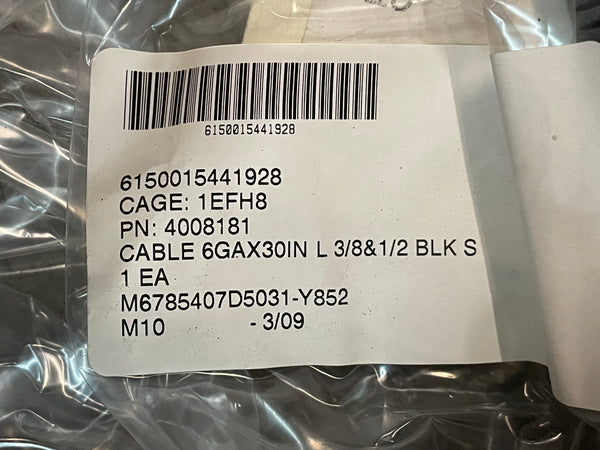 6150015441928
6150015441928
CAGE: 1EFH8
PN: 4008181
CABLE 6GAX30IN L 3/8&1/2 BLK S
1 EA
M6785407D5031-Y852
M10 - 3/09